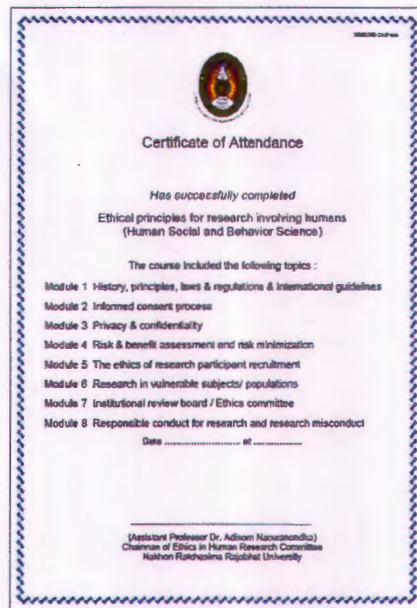 Certificate of Attendance
Has successfully completed
Ethical principles for research involving humans
(Human Social and Behavior Science)
The course included the following topics :
Module 1 History, principles, laws & regulations & international guidelines
Module 2 Informed consent process
Module 3 Privacy & confidentiality
Module 4 Risk & benefit assessment and risk minimization
Module 5 The ethics of research participant recruitment
Module 6 Research in vulnerable subjects/ populations
Module 7 Institutional review board / Ethics committee
Module 8 Responsible conduct for research and research misconduct
Date ............................ at .................
(Assistant Professor Dr. Adisorn Naowanondha)
Chairman of Ethics in Human Research Committee
Nakhon Ratchasima Rajabhat University